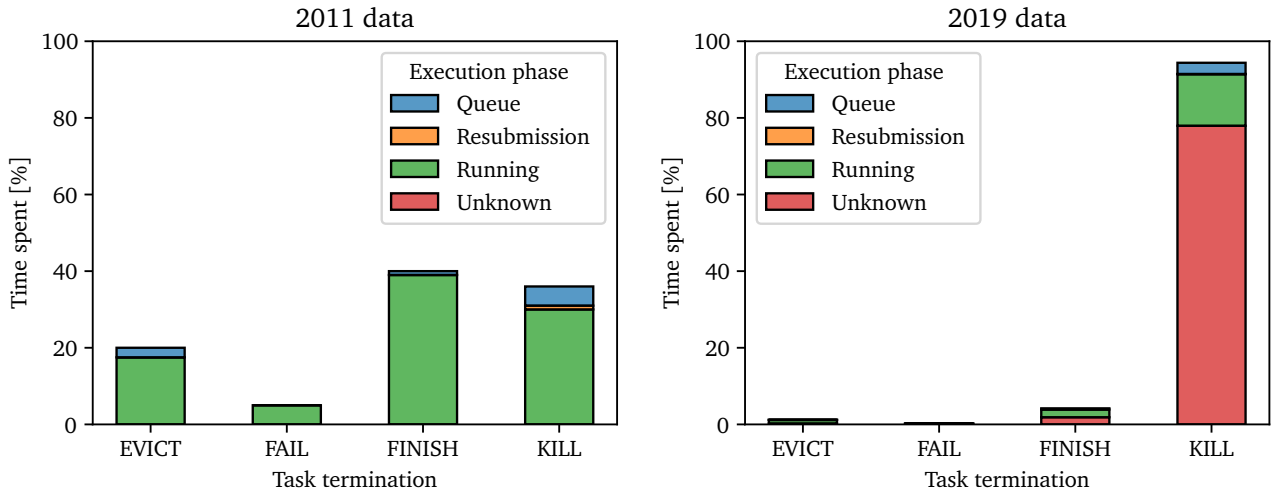 2011 data
Time spent [%]
100
80
60
40
20
0
Execution phase
Queue
Resubmission
Running
Unknown
EVICT FAIL FINISH KILL
Task termination
2019 data
Time spent [%]
100
80
60
40
20
0
Execution phase
Queue
Resubmission
Running
Unknown
EVICT FAIL FINISH KILL
Task termination